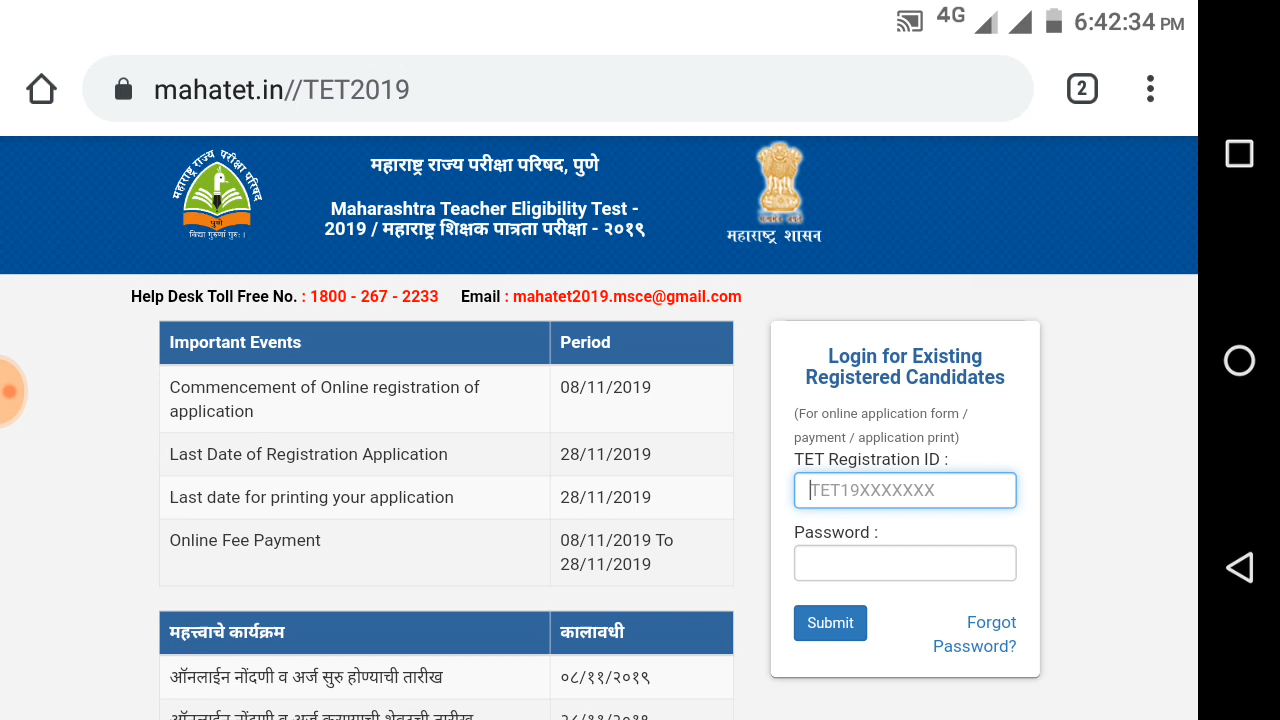 4G 6:42:34 PM
mahatet.in//TET2019
2
महाराष्ट्र राज्य परीक्षा परिषद
पुणे
विद्या गुरुणां गुरुः ।
महाराष्ट्र राज्य परीक्षा परिषद, पुणे
Maharashtra Teacher Eligibility Test -
2019 / महाराष्ट्र शिक्षक पात्रता परीक्षा - २०१९
महाराष्ट्र शासन
Help Desk Toll Free No. : 1800 - 267 - 2233 Email : mahatet2019.msce@gmail.com
Important Events Period
Commencement of Online registration of
application 08/11/2019
Last Date of Registration Application 28/11/2019
Last date for printing your application 28/11/2019
Online Fee Payment 08/11/2019 To
28/11/2019
महत्त्वाचे कार्यक्रम कालावधी
ऑनलाईन नोंदणी व अर्ज सुरु होण्याची तारीख ०८/११/२०१९
Login for Existing
Registered Candidates
(For online application form /
payment / application print)
TET Registration ID :
TET19XXXXXXX
Password :
Submit
Forgot
Password?